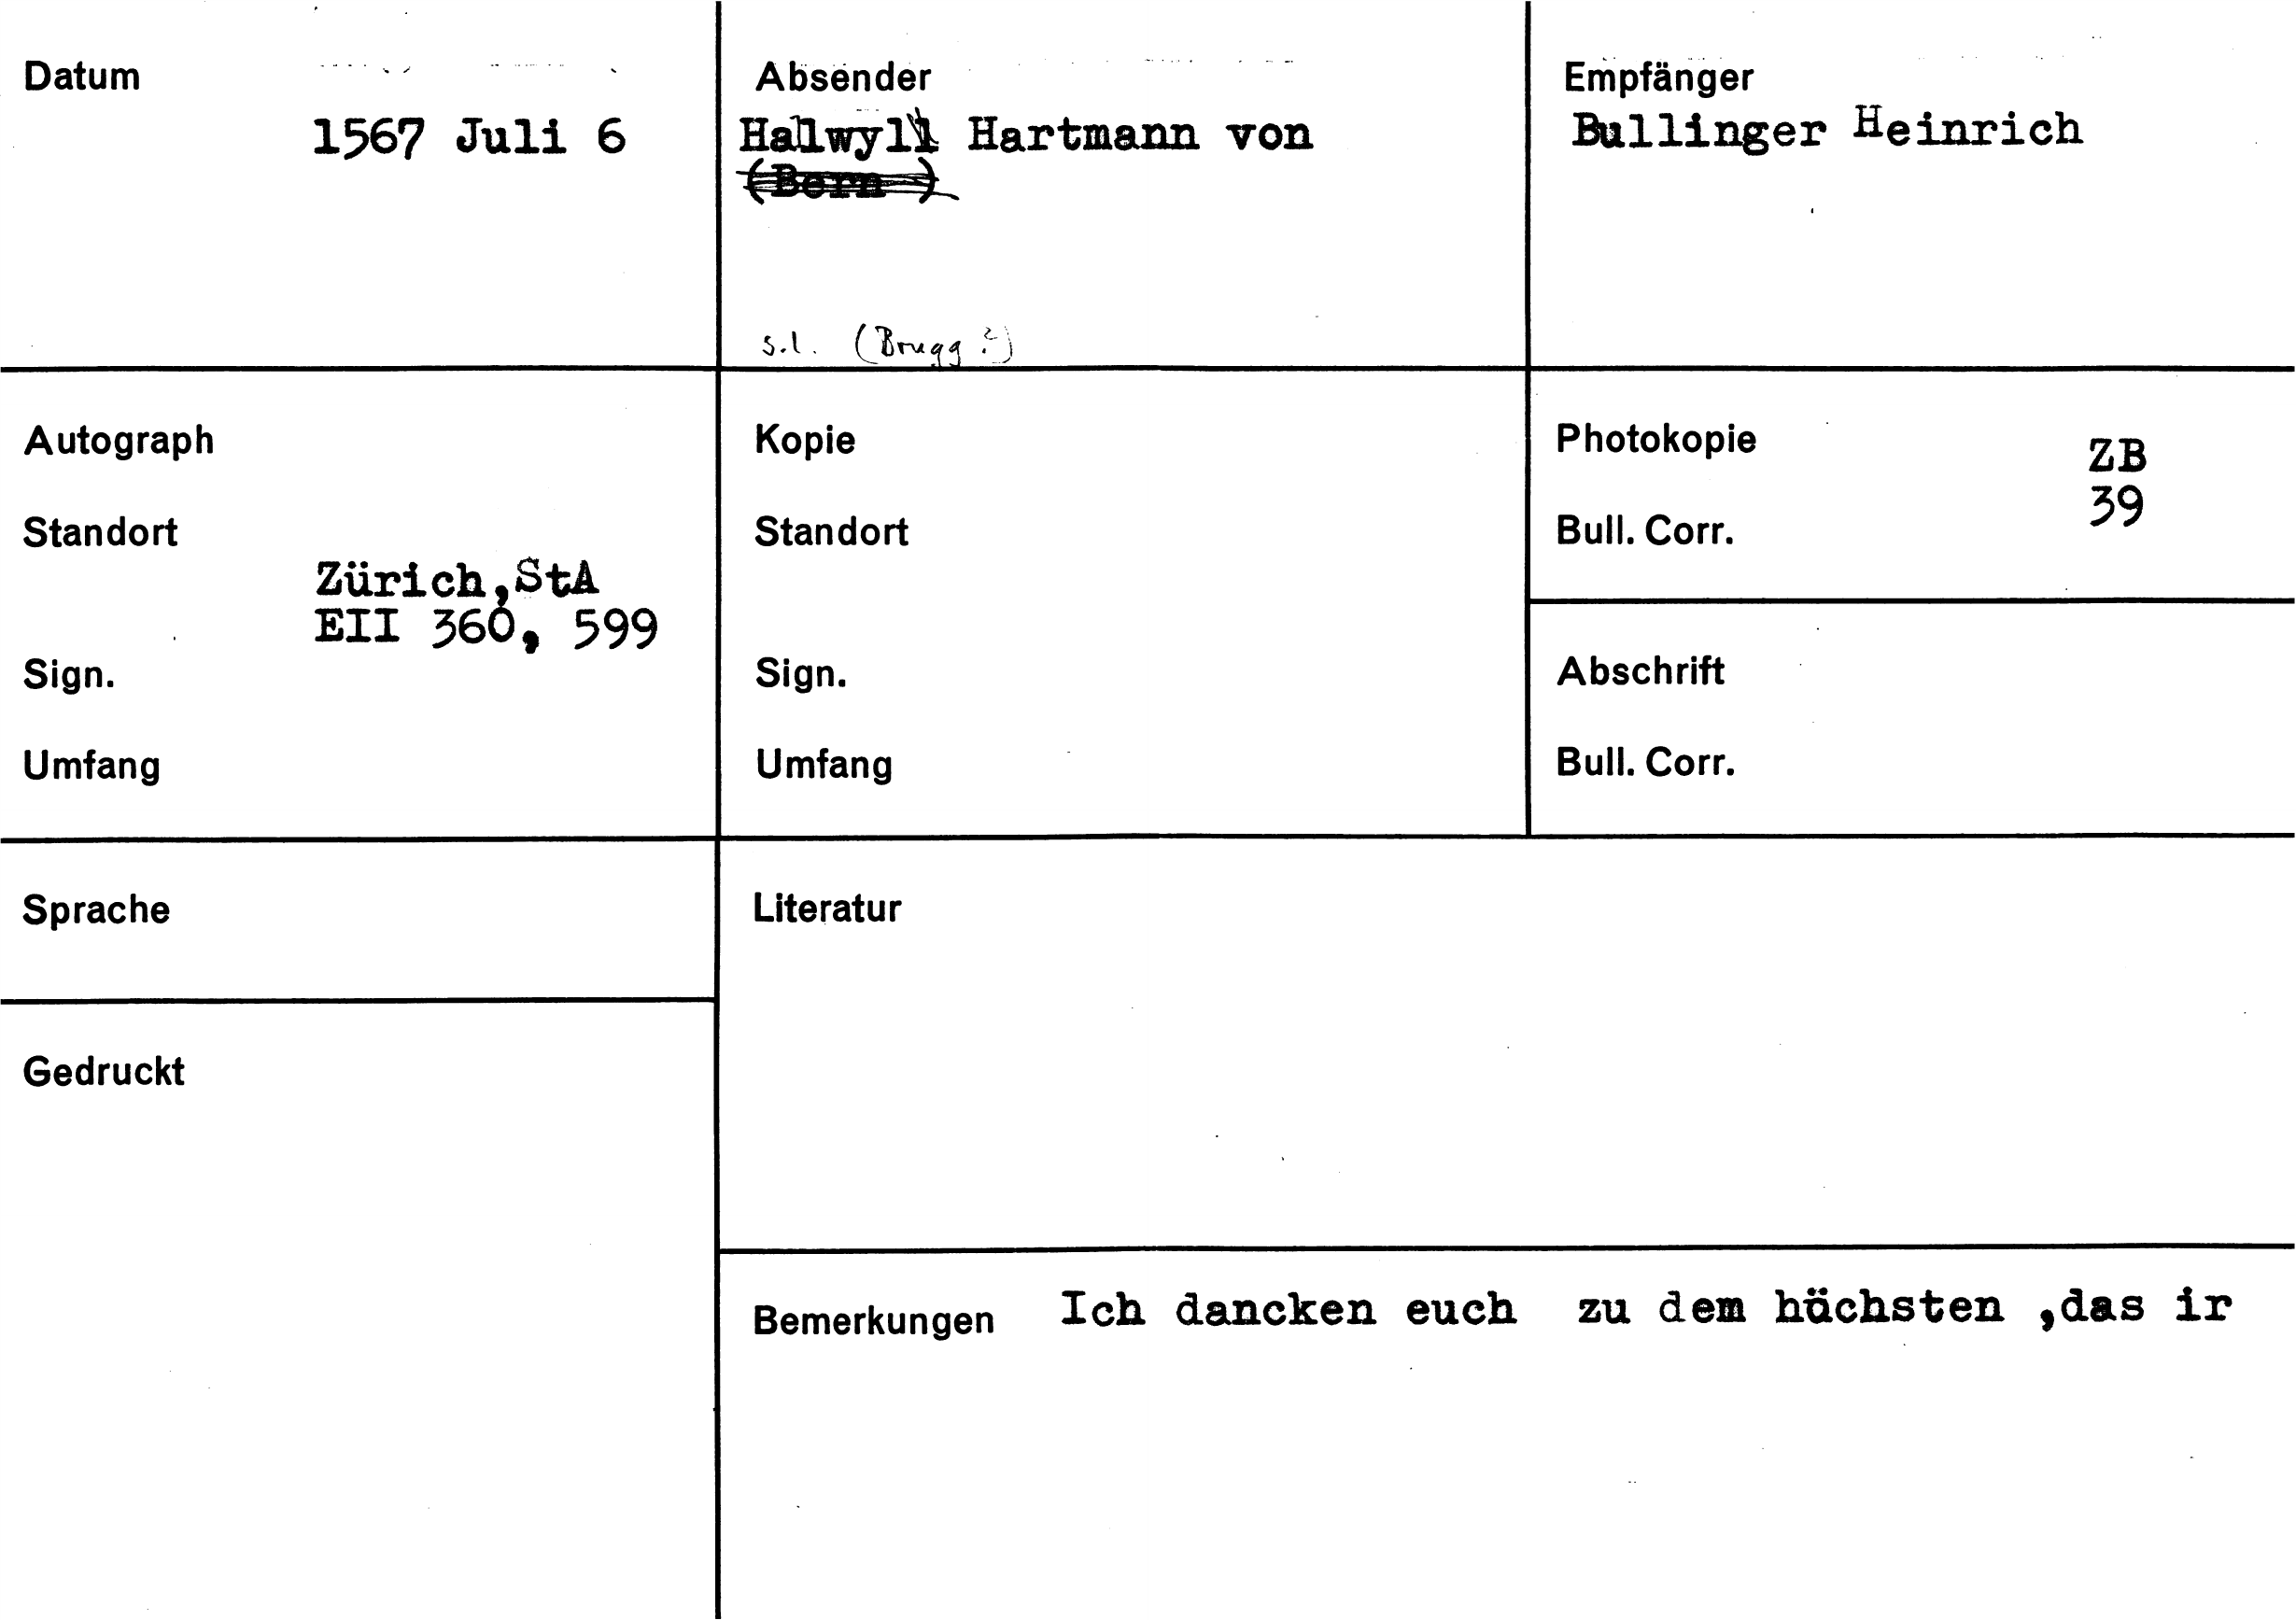 Datum
1567 Juli 6
Absender
Halwyll Hartmann von
(Bern )
s.l. (Brugg ?)
Empfänger
Bullinger Heinrich
Autograph
Standort
Zürich,StA
EII 360, 599
Sign.
Umfang
Kopie
Standort
Sign.
Umfang
Photokopie
ZB
39
Bull. Corr.
Abschrift
Bull. Corr.
Sprache
Literatur
Gedruckt
Bemerkungen Ich dancken euch zu dem höchsten ,das ir